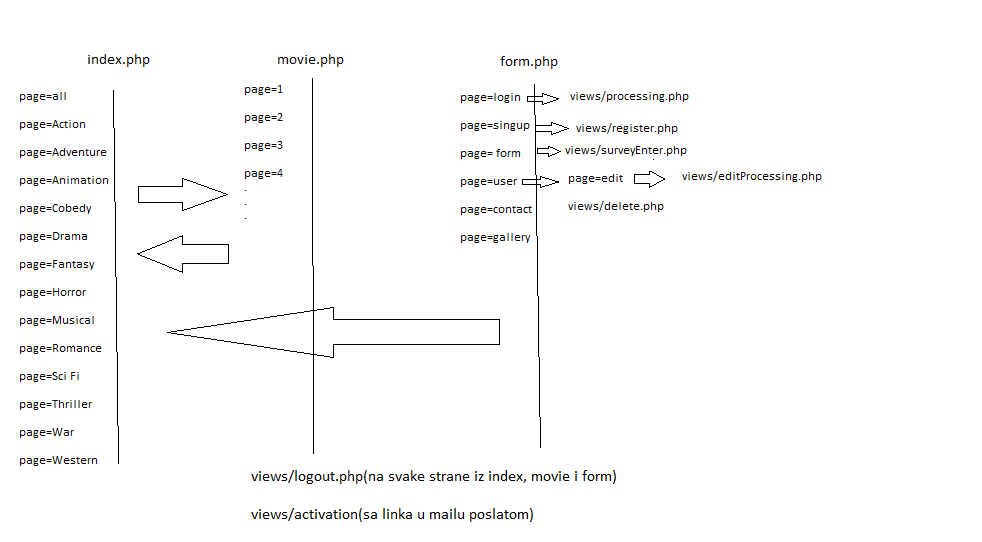 index.php
page=all
page=Action
page=Adventure
page=Animation
page=Cobedy
page=Drama
page=Fantasy
page=Horror
page=Musical
page=Romance
page=Sci Fi
page=Thriller
page=War
page=Western
movie.php
page=1
page=2
page=3
page=4
.
.
.
form.php
page=login
views/processing.php
page=singup
views/register.php
page= form
views/surveyEnter.php
page=user
page=edit
views/editProcessing.php
views/delete.php
page=contact
page=gallery
views/logout.php(na svake strane iz index, movie i form)
views/activation(sa linka u mailu poslatom)